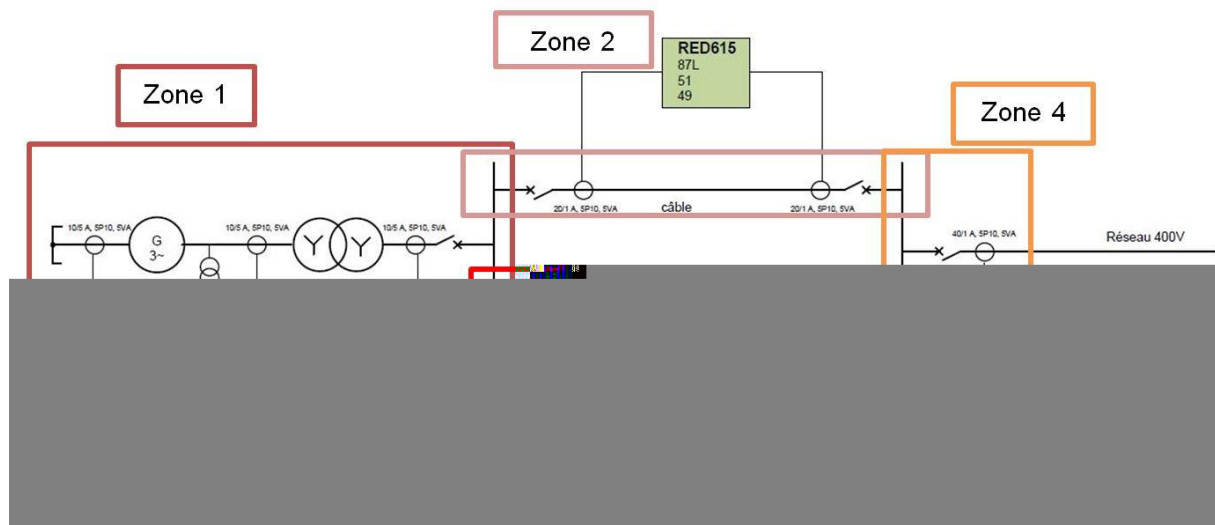 Zone 2
RED615
87L
51
49
Zone 1
Zone 4
20/1 A, 5P10, 5VA
câble
20/1 A, 5P10, 5VA
10/5 A, 5P10, 5VA
G
3~
10/5 A, 5P10, 5VA
Y
Y
10/5 A, 5P10, 5VA
40/1 A, 5P10, 5VA
Réseau 400V